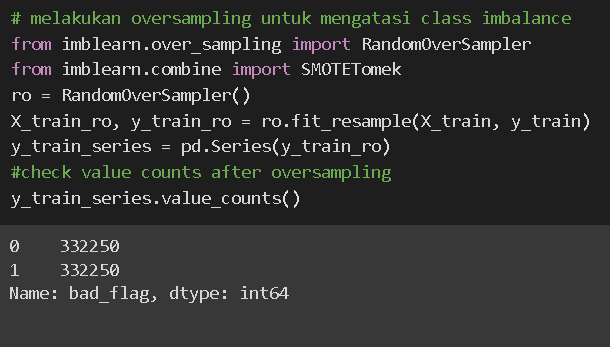 # melakukan oversampling untuk mengatasi class imbalance
from imblearn.over_sampling import RandomOverSampler
from imblearn.combine import SMOTETomek
ro = RandomOverSampler()
X_train_ro, y_train_ro = ro.fit_resample(X_train, y_train)
y_train_series = pd.Series(y_train_ro)
#check value counts after oversampling
y_train_series.value_counts()
0    332250
1    332250
Name: bad_flag, dtype: int64